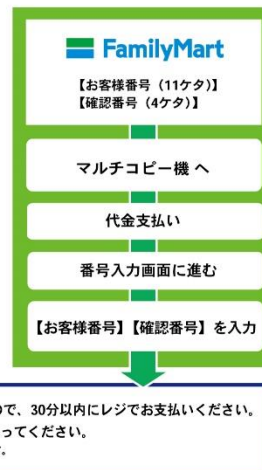 FamilyMart
【お客様番号（11ケタ）】
【確認番号（4ケタ）】
マルチコピー機 へ
代金支払い
番号入力画面に進む
【お客様番号】【確認番号】を入力
ので、30分以内にレジでお支払いください。
ってください。
。